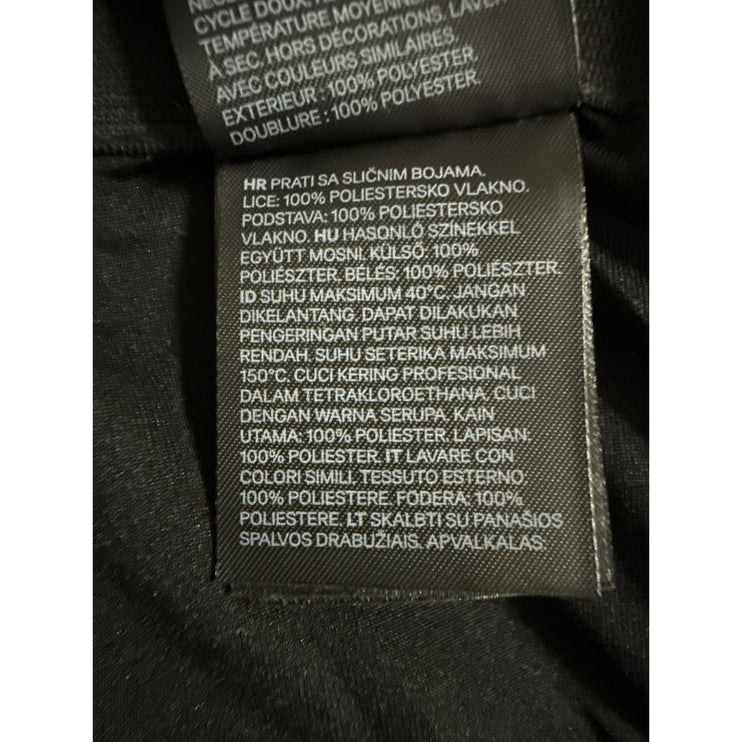 CYCLE DOUX.
TEMPÉRATURE MOYENNE
À SEC. HORS DÉCORATIONS. LAVER
AVEC COULEURS SIMILAIRES.
EXTERIEUR : 100% POLYESTER.
DOUBLURE : 100% POLYESTER.
HR PRATI SA SLIČNIM BOJAMA.
LICE: 100% POLIESTERSKO VLAKNO.
PODSTAVA: 100% POLIESTERSKO
VLAKNO. HU HASONLÓ SZÍNEKKEL
EGYÜTT MOSNI. KÜLSŐ: 100%
POLIÉSZTER. BÉLÉS: 100% POLIÉSZTER.
ID SUHU MAKSIMUM 40°C. JANGAN
DIKELANTANG. DAPAT DILAKUKAN
PENGERINGAN PUTAR SUHU LEBIH
RENDAH. SUHU SETERIKA MAKSIMUM
150°C. CUCI KERING PROFESIONAL
DALAM TETRAKLOROETHANA. CUCI
DENGAN WARNA SERUPA. KAIN
UTAMA: 100% POLIESTER. LAPISAN:
100% POLIESTER. IT LAVARE CON
COLORI SIMILI. TESSUTO ESTERNO:
100% POLIESTERE. FODERA: 100%
POLIESTERE. LT SKALBTI SU PANAŠIOS
SPALVOS DRABUŽIAIS. APVALKALAS: